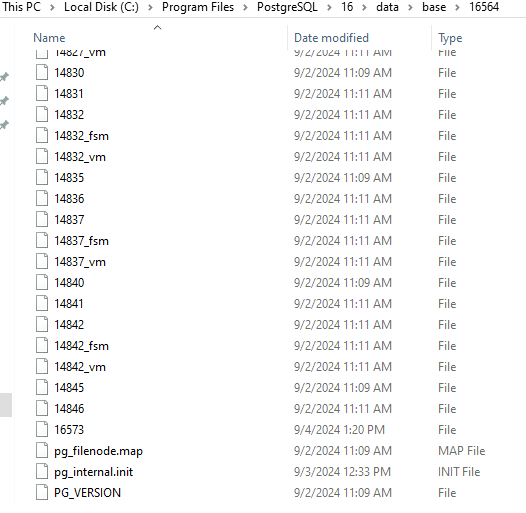 This PC > Local Disk (C:) > Program Files > PostgreSQL > 16 > data > base > 16564
Name Date modified Type
14827_vm 9/2/2024 11:11 AM File
14830 9/2/2024 11:09 AM File
14831 9/2/2024 11:11 AM File
14832 9/2/2024 11:11 AM File
14832_fsm 9/2/2024 11:11 AM File
14832_vm 9/2/2024 11:11 AM File
14835 9/2/2024 11:09 AM File
14836 9/2/2024 11:11 AM File
14837 9/2/2024 11:11 AM File
14837_fsm 9/2/2024 11:11 AM File
14837_vm 9/2/2024 11:11 AM File
14840 9/2/2024 11:09 AM File
14841 9/2/2024 11:11 AM File
14842 9/2/2024 11:11 AM File
14842_fsm 9/2/2024 11:11 AM File
14842_vm 9/2/2024 11:11 AM File
14845 9/2/2024 11:09 AM File
14846 9/2/2024 11:11 AM File
16573 9/4/2024 1:20 PM File
pg_filenode.map 9/2/2024 11:09 AM MAP File
pg_internal.init 9/3/2024 12:33 PM INIT File
PG_VERSION 9/2/2024 11:09 AM File